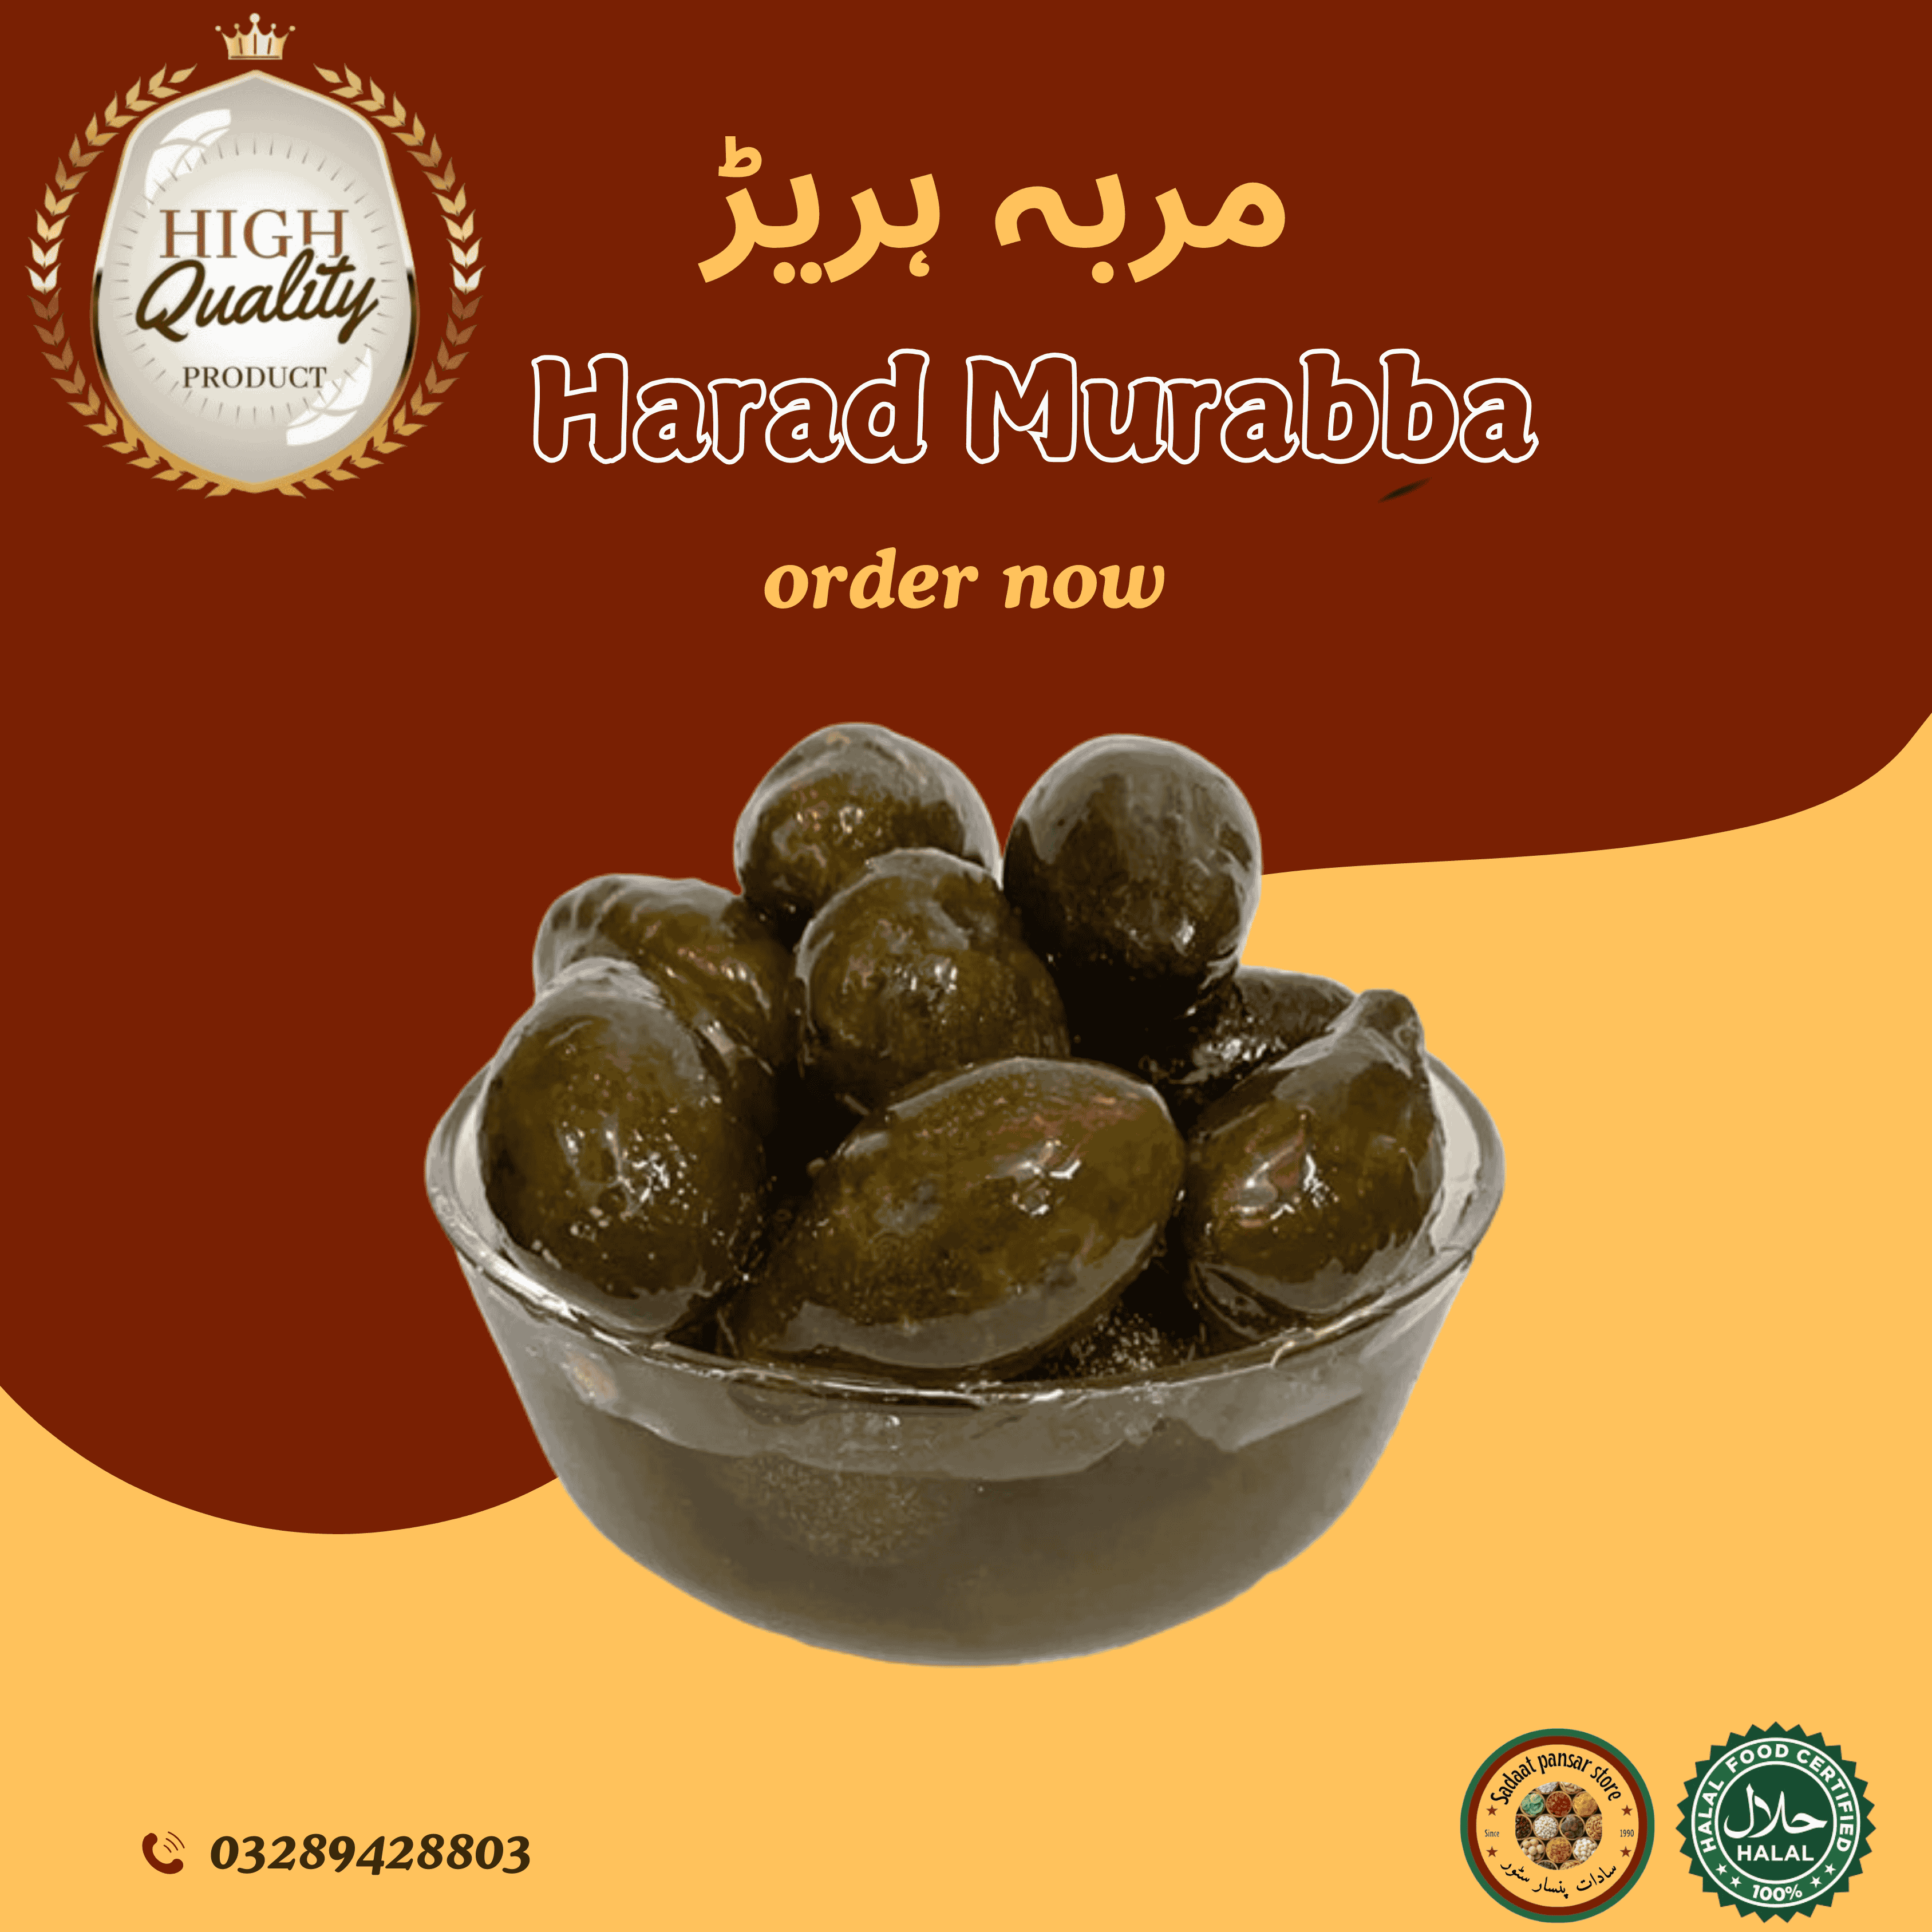 HIGH
Quality
PRODUCT
مربہ ہریڑ
Harad Murabba
order now
03289428803
Sadaat pansar store
Since 1990
سادات پنسار سٹور
HALAL FOOD CERTIFIED
حلال
HALAL
100%